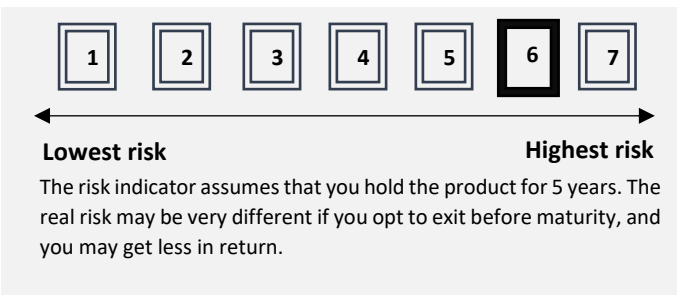 1 2 3 4 5 6 7
Lowest risk Highest risk
The risk indicator assumes that you hold the product for 5 years. The
real risk may be very different if you opt to exit before maturity, and
you may get less in return.